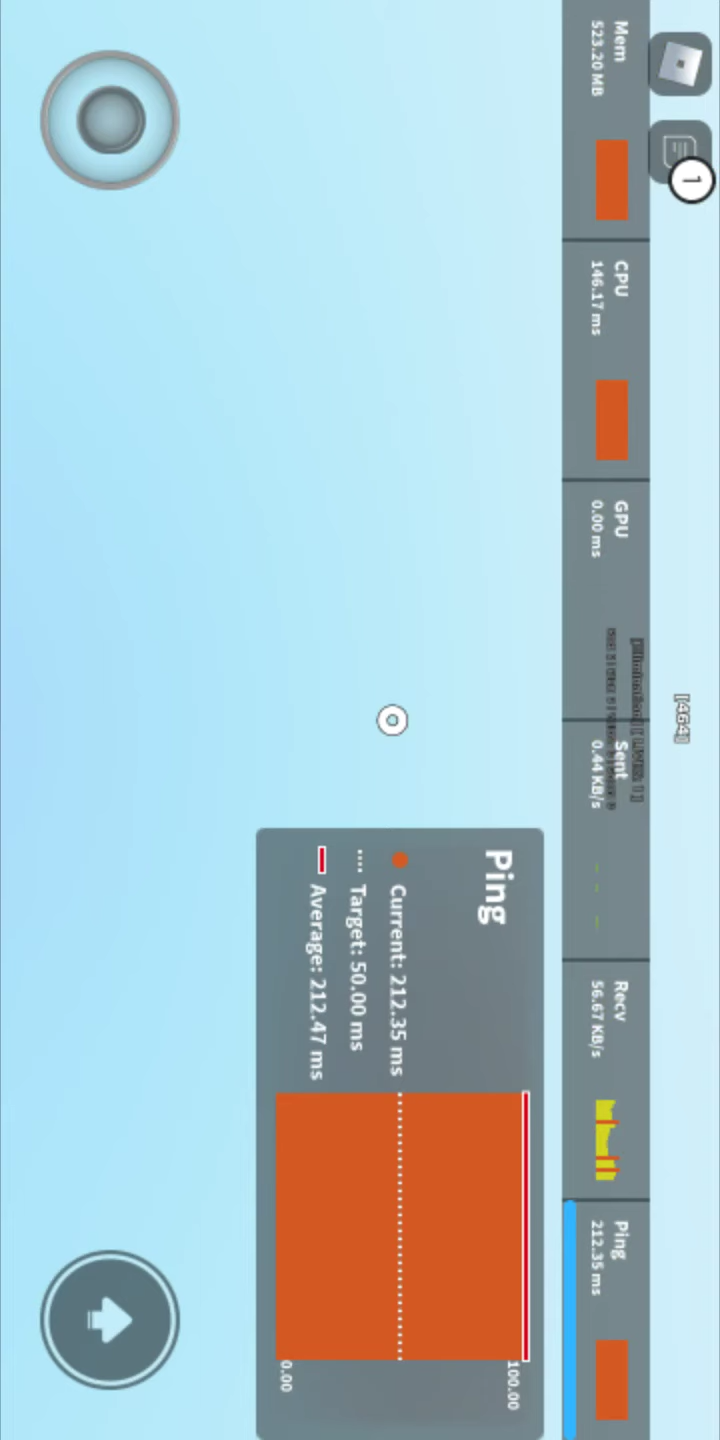 1
[464]
Mem
523.20 MB
CPU
146.17 ms
GPU
0.00 ms
Sent
0.44 KB/s
Recv
56.67 KB/s
Ping
212.35 ms
Ping
Current: 212.35 ms
Target: 50.00 ms
Average: 212.47 ms
100.00
0.00